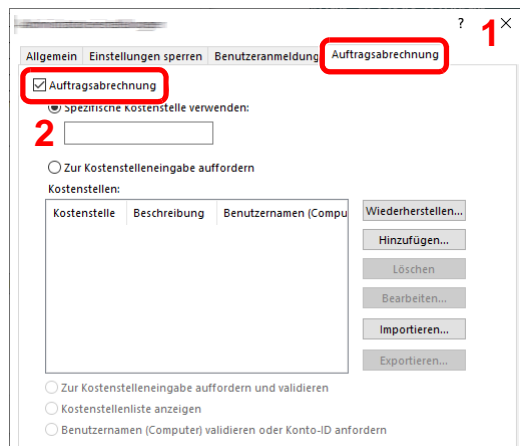 ? 1 ×
Allgemein Einstellungen sperren Benutzeranmeldung Auftragsabrechnung
Auftragsabrechnung
Spezifische Kostenstelle verwenden:
2
Zur Kostenstelleneingabe auffordern
Kostenstellen:
Kostenstelle Beschreibung Benutzernamen (Compu
Wiederherstellen...
Hinzufügen...
Löschen
Bearbeiten...
Importieren...
Exportieren...
Zur Kostenstelleneingabe auffordern und validieren
Kostenstellenliste anzeigen
Benutzernamen (Computer) validieren oder Konto-ID anfordern